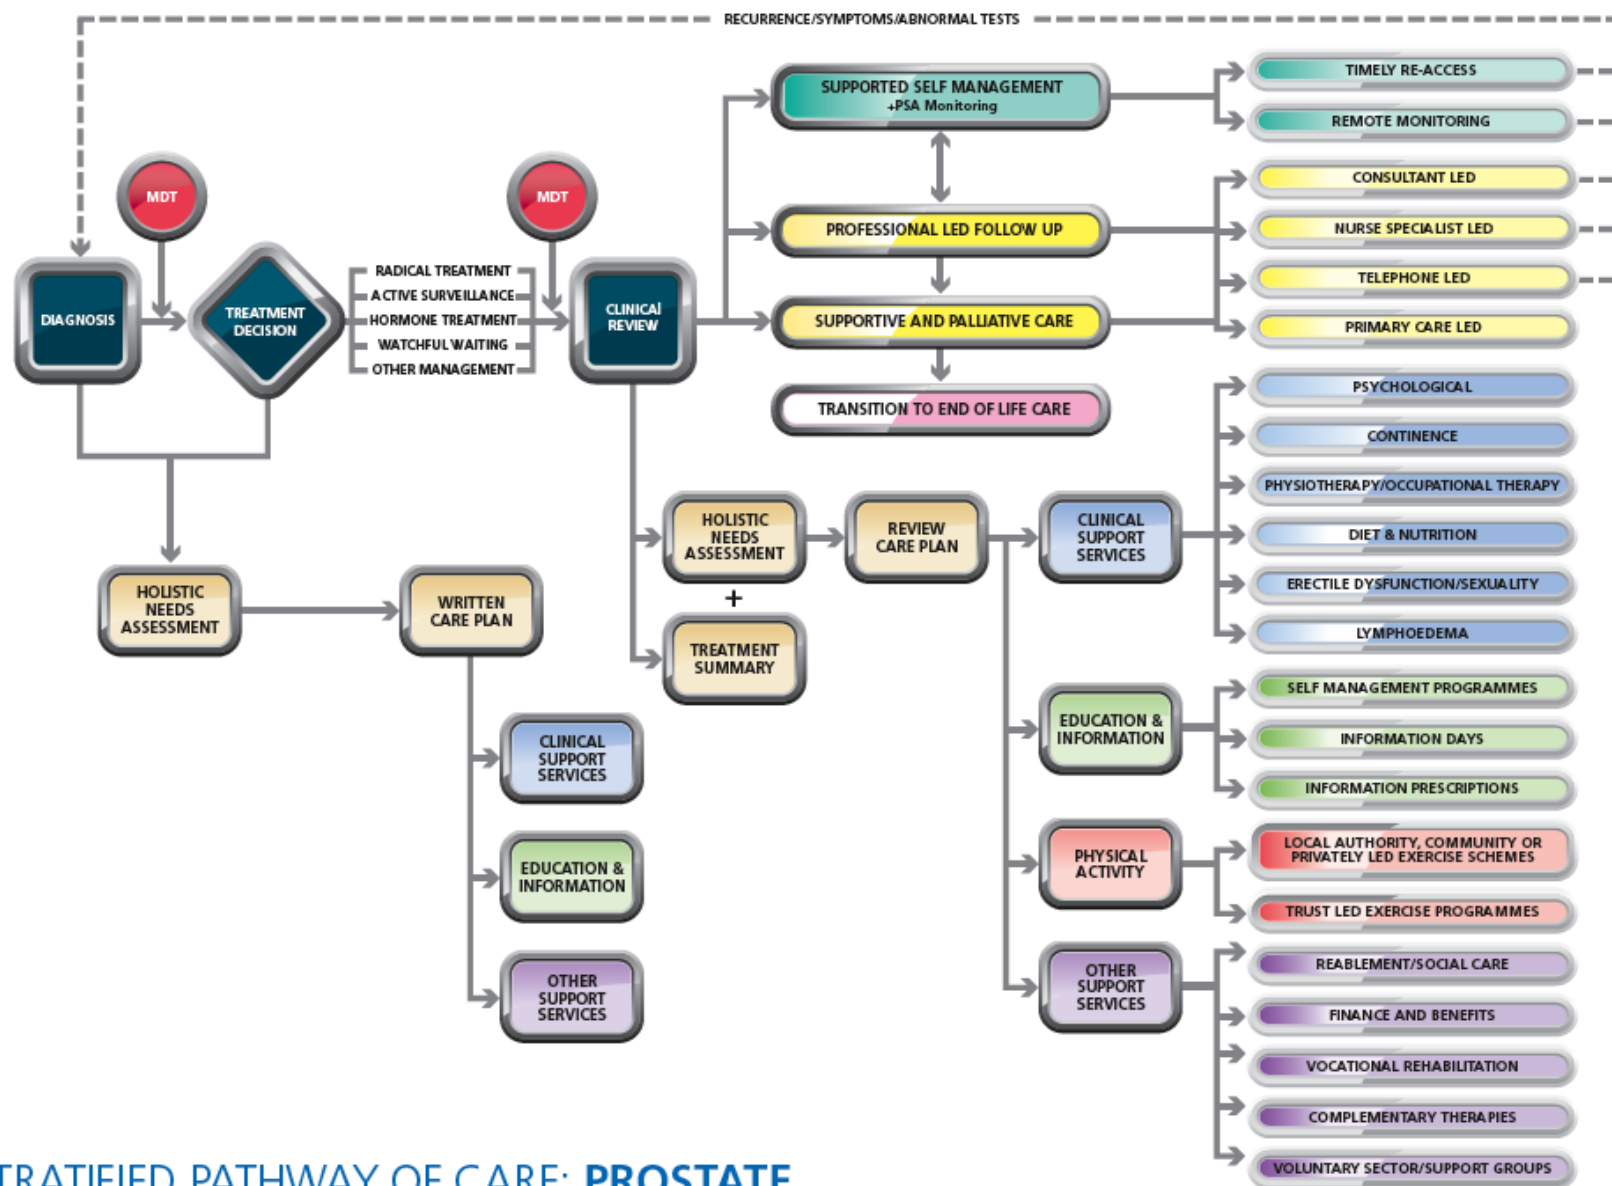 RECURRENCE/SYMPTOMS/ABNORMAL TESTS
MDT
MDT
DIAGNOSIS
TREATMENT
DECISION
RADICAL TREATMENT
ACTIVE SURVEILLANCE
HORMONE TREATMENT
WATCHFUL WAITING
OTHER MANAGEMENT
CLINICAl
REVIEW
SUPPORTED SELF MANAGEMENT
+PSA Monitoring
PROFESSIONAL LED FOLLOW UP
SUPPORTIVE AND PALLIATIVE CARE
TRANSITION TO END OF LIFE CARE
TIMELY RE-ACCESS
REMOTE MONITORING
CONSULTANT LED
NURSE SPECIALIST LED
TELEPHONE LED
PRIMARY CARE LED
HOLISTIC
NEEDS
ASSESSMENT
WRITTEN
CARE PLAN
CLINICAL
SUPPORT
SERVICES
EDUCATION &
INFORMATION
OTHER
SUPPORT
SERVICES
HOLISTIC
NEEDS
ASSESSMENT
+
TREATMENT
SUMMARY
REVIEW
CARE PLAN
CLINICAL
SUPPORT
SERVICES
PSYCHOLOGICAL
CONTINENCE
PHYSIOTHERAPY/OCCUPATIONAL THERAPY
DIET & NUTRITION
ERECTILE DYSFUNCTION/SEXUALITY
LYMPHOEDEMA
EDUCATION &
INFORMATION
SELF MANAGEMENT PROGRAMMES
INFORMATION DAYS
INFORMATION PRESCRIPTIONS
PHYSICAL
ACTIVITY
LOCAL AUTHORITY, COMMUNITY OR
PRIVATELY LED EXERCISE SCHEMES
TRUST LED EXERCISE PROGRAMMES
OTHER
SUPPORT
SERVICES
REABLEMENT/SOCIAL CARE
FINANCE AND BENEFITS
VOCATIONAL REHABILITATION
COMPLEMENTARY THERAPIES
VOLUNTARY SECTOR/SUPPORT GROUPS
TRATIFIED PATHWAY OF CARE: PROSTATE